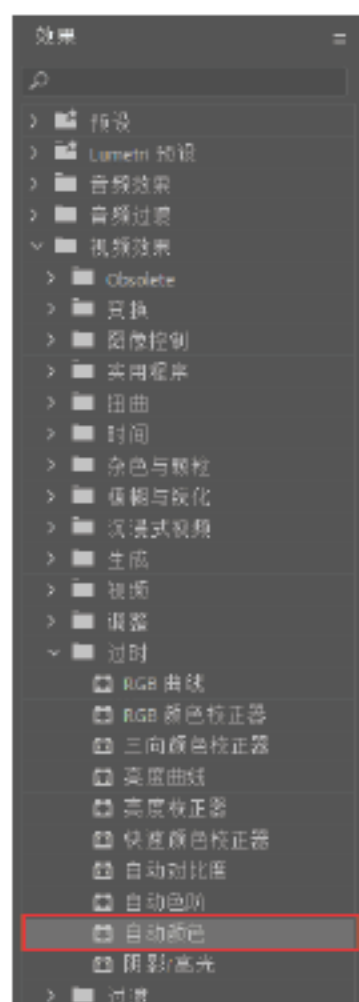 效果
预设
Lumetri 预设
音频效果
音频过渡
视频效果
Obsolete
变换
图像控制
实用程序
扭曲
时间
杂色与颗粒
模糊与锐化
沉浸式视频
生成
视频
调整
过时
RGB 曲线
RGB 颜色校正器
三向颜色校正器
亮度曲线
亮度校正器
快速颜色校正器
自动对比度
自动色阶
自动颜色
阴影/高光
过渡